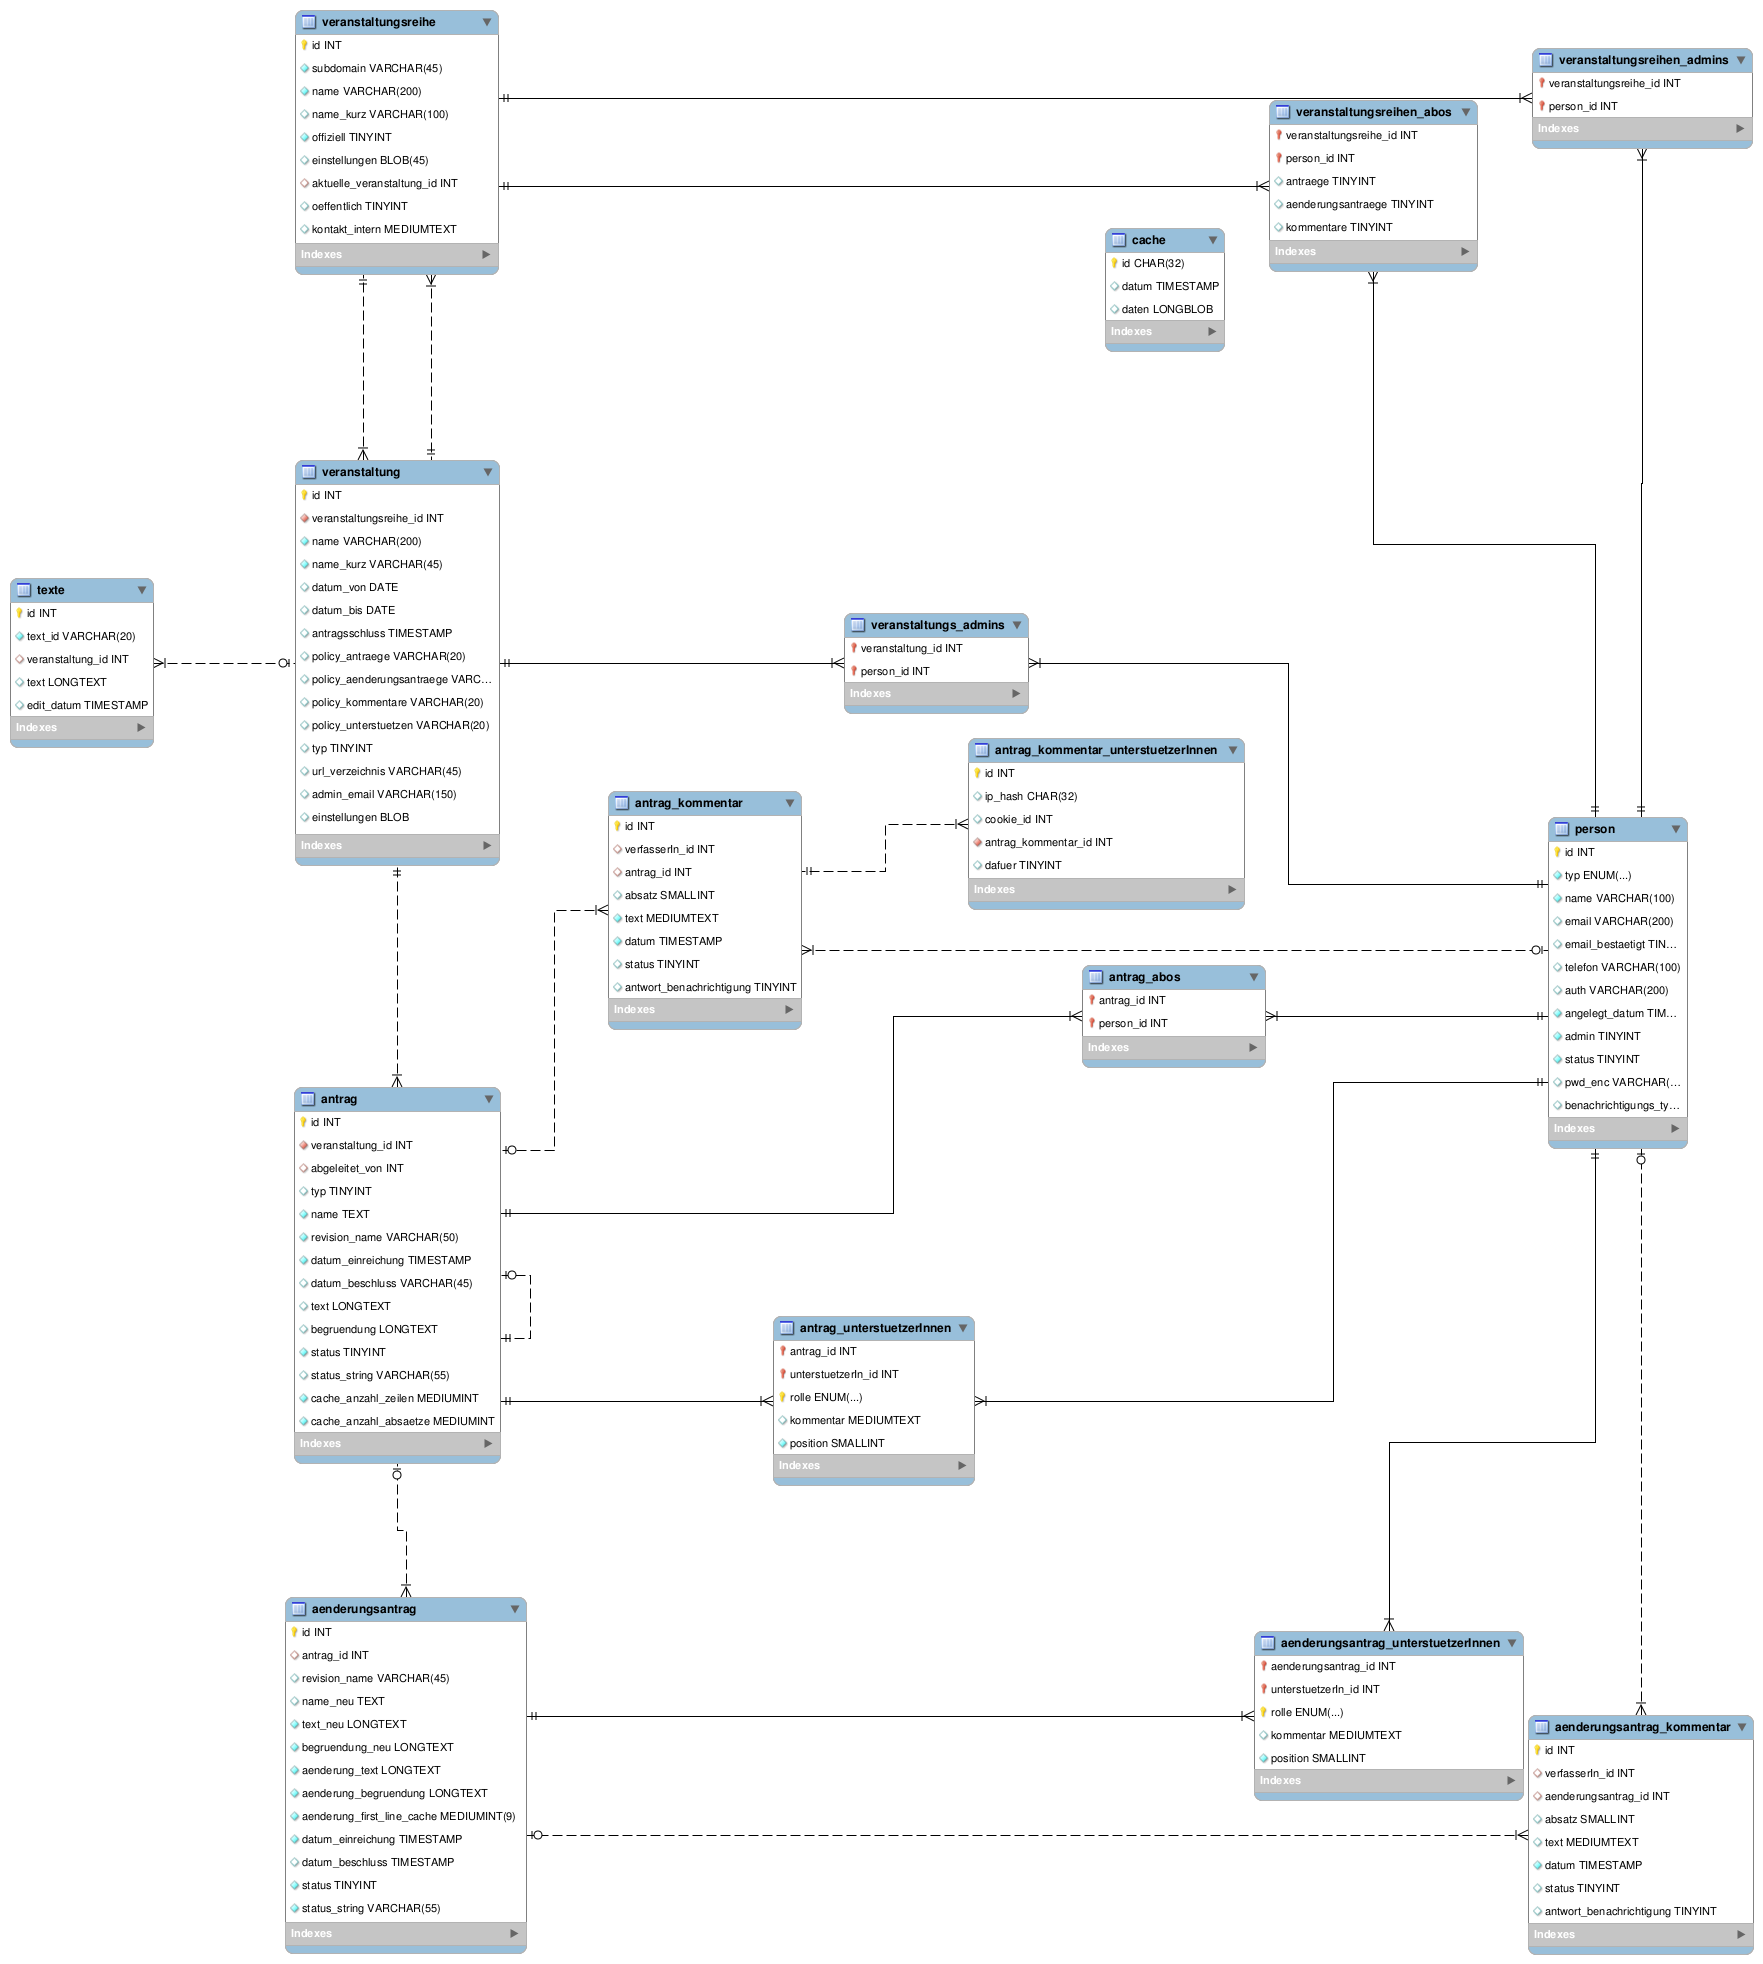 veranstaltungsreihe
id INT
subdomain VARCHAR(45)
name VARCHAR(200)
name_kurz VARCHAR(100)
offiziell TINYINT
einstellungen BLOB(45)
aktuelle_veranstaltung_id INT
oeffentlich TINYINT
kontakt_intern MEDIUMTEXT
Indexes
veranstaltungsreihen_admins
veranstaltungsreihe_id INT
person_id INT
Indexes
veranstaltungsreihen_abos
veranstaltungsreihe_id INT
person_id INT
antraege TINYINT
aenderungsantraege TINYINT
kommentare TINYINT
Indexes
cache
id CHAR(32)
datum TIMESTAMP
daten LONGBLOB
Indexes
veranstaltung
id INT
veranstaltungsreihe_id INT
name VARCHAR(200)
name_kurz VARCHAR(45)
datum_von DATE
datum_bis DATE
antragsschluss TIMESTAMP
policy_antraege VARCHAR(20)
policy_aenderungsantraege VARC...
policy_kommentare VARCHAR(20)
policy_unterstuetzen VARCHAR(20)
typ TINYINT
url_verzeichnis VARCHAR(45)
admin_email VARCHAR(150)
einstellungen BLOB
Indexes
texte
id INT
text_id VARCHAR(20)
veranstaltung_id INT
text LONGTEXT
edit_datum TIMESTAMP
Indexes
veranstaltungs_admins
veranstaltung_id INT
person_id INT
Indexes
antrag_kommentar_unterstuetzerInnen
id INT
ip_hash CHAR(32)
cookie_id INT
antrag_kommentar_id INT
dafuer TINYINT
Indexes
antrag_kommentar
id INT
verfasserIn_id INT
antrag_id INT
absatz SMALLINT
text MEDIUMTEXT
datum TIMESTAMP
status TINYINT
antwort_benachrichtigung TINYINT
Indexes
person
id INT
typ ENUM(...)
name VARCHAR(100)
email VARCHAR(200)
email_bestaetigt TIN...
telefon VARCHAR(100)
auth VARCHAR(200)
angelegt_datum TIM...
admin TINYINT
status TINYINT
pwd_enc VARCHAR(...
benachrichtigungs_ty...
Indexes
antrag_abos
antrag_id INT
person_id INT
Indexes
antrag
id INT
veranstaltung_id INT
abgeleitet_von INT
typ TINYINT
name TEXT
revision_name VARCHAR(50)
datum_einreichung TIMESTAMP
datum_beschluss VARCHAR(45)
text LONGTEXT
begruendung LONGTEXT
status TINYINT
status_string VARCHAR(55)
cache_anzahl_zeilen MEDIUMINT
cache_anzahl_absaetze MEDIUMINT
Indexes
antrag_unterstuetzerInnen
antrag_id INT
unterstuetzerIn_id INT
rolle ENUM(...)
kommentar MEDIUMTEXT
position SMALLINT
Indexes
aenderungsantrag
id INT
antrag_id INT
revision_name VARCHAR(45)
name_neu TEXT
text_neu LONGTEXT
begruendung_neu LONGTEXT
aenderung_text LONGTEXT
aenderung_begruendung LONGTEXT
aenderung_first_line_cache MEDIUMINT(9)
datum_einreichung TIMESTAMP
datum_beschluss TIMESTAMP
status TINYINT
status_string VARCHAR(55)
Indexes
aenderungsantrag_unterstuetzerInnen
aenderungsantrag_id INT
unterstuetzerIn_id INT
rolle ENUM(...)
kommentar MEDIUMTEXT
position SMALLINT
Indexes
aenderungsantrag_kommentar
id INT
verfasserIn_id INT
aenderungsantrag_id INT
absatz SMALLINT
text MEDIUMTEXT
datum TIMESTAMP
status TINYINT
antwort_benachrichtigung TINYINT
Indexes